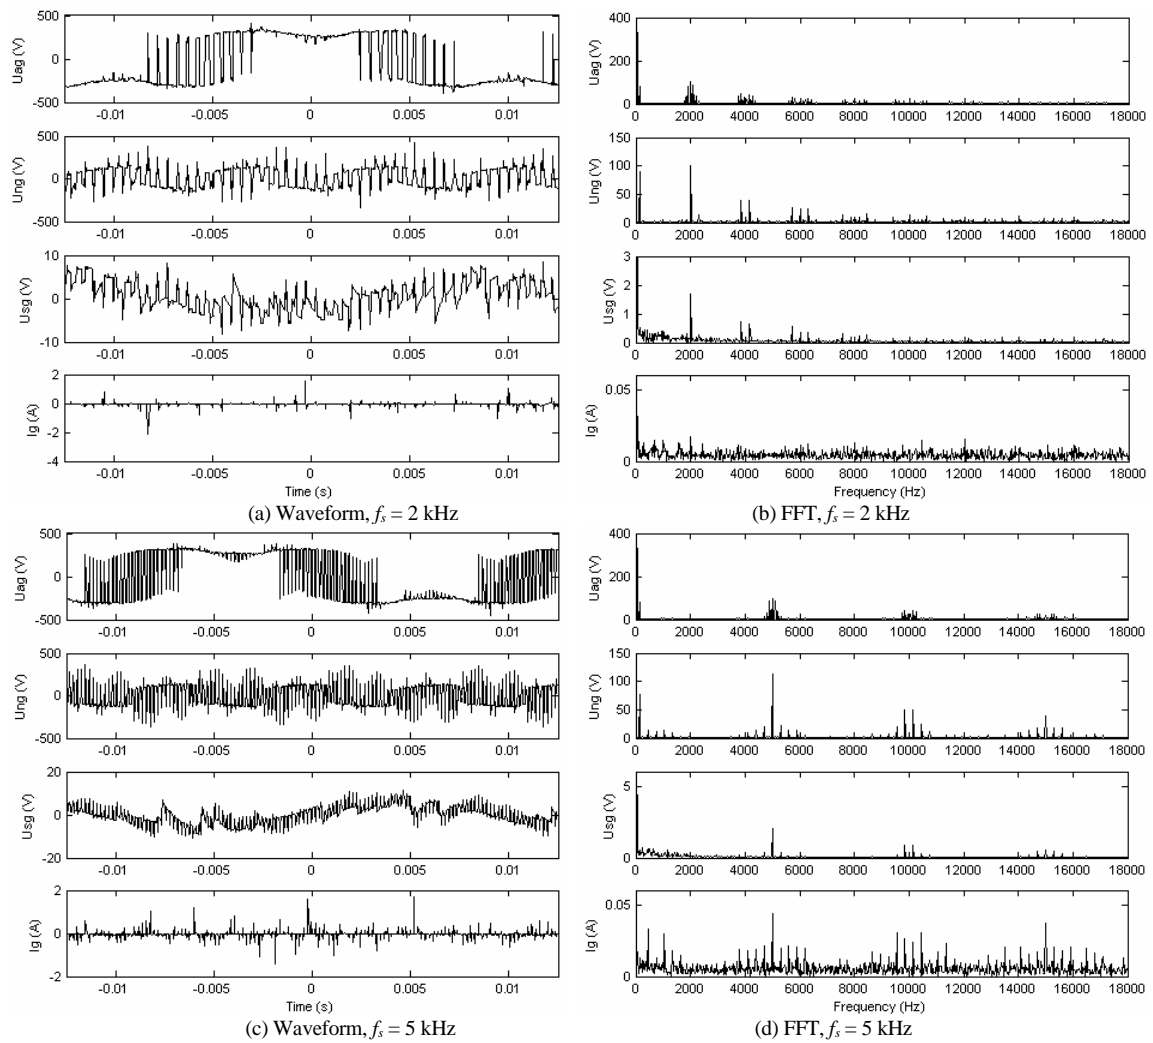 500
0
-500
Uag (V)
-0.01 -0.005 0 0.005 0.01
500
0
-500
Ung (V)
-0.01 -0.005 0 0.005 0.01
10
0
-10
Usg (V)
-0.01 -0.005 0 0.005 0.01
2
0
-2
-4
Ig (A)
-0.01 -0.005 0 0.005 0.01
Time (s)
(a) Waveform, fs = 2 kHz
400
200
0
Uag (V)
0 2000 4000 6000 8000 10000 12000 14000 16000 18000
150
100
50
0
Ung (V)
0 2000 4000 6000 8000 10000 12000 14000 16000 18000
3
2
1
0
Usg (V)
0 2000 4000 6000 8000 10000 12000 14000 16000 18000
0.05
0
Ig (A)
0 2000 4000 6000 8000 10000 12000 14000 16000 18000
Frequency (Hz)
(b) FFT, fs = 2 kHz
500
0
-500
Uag (V)
-0.01 -0.005 0 0.005 0.01
500
0
-500
Ung (V)
-0.01 -0.005 0 0.005 0.01
20
0
-20
Usg (V)
-0.01 -0.005 0 0.005 0.01
2
0
-2
Ig (A)
-0.01 -0.005 0 0.005 0.01
Time (s)
(c) Waveform, fs = 5 kHz
400
200
0
Uag (V)
0 2000 4000 6000 8000 10000 12000 14000 16000 18000
150
100
50
0
Ung (V)
0 2000 4000 6000 8000 10000 12000 14000 16000 18000
5
0
Usg (V)
0 2000 4000 6000 8000 10000 12000 14000 16000 18000
0.05
0
Ig (A)
0 2000 4000 6000 8000 10000 12000 14000 16000 18000
Frequency (Hz)
(d) FFT, fs = 5 kHz